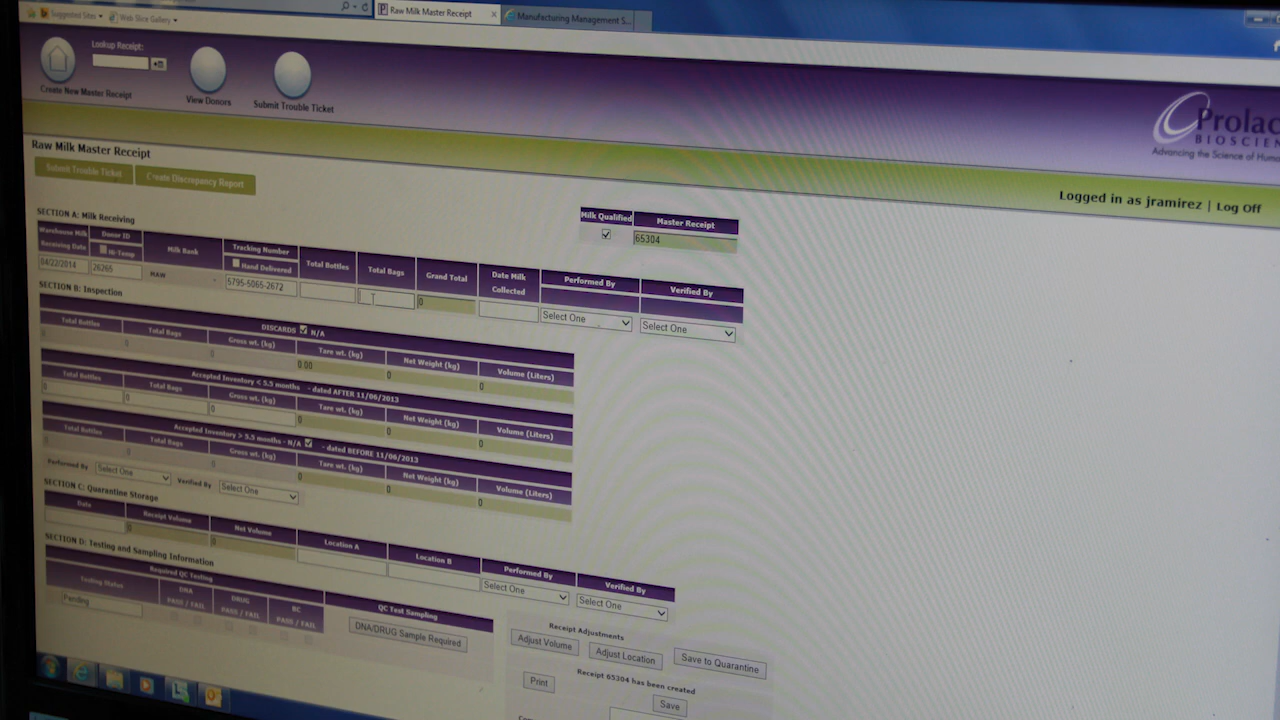 Suggested Sites Web Slice Gallery
Raw Milk Master Receipt
Manufacturing Management S...
Lookup Receipt:
Create New Master Receipt
View Donors
Submit Trouble Ticket
Prolac
BIOSCIEN
Advancing the Science of Huma
Raw Milk Master Receipt
Logged in as jramirez | Log Off
Submit Trouble Ticket Create Discrepancy Report
Milk Qualified Master Receipt
65304
SECTION A: Milk Receiving
Warehouse Milk Receiving Date Donor ID Milk Bank Tracking Number Total Bottles Total Bags Grand Total Date Milk Collected Performed By Verified By
Hand Delivered
04/22/2014 26265 MAW 5795-5065-2672 0 Select One Select One
SECTION B: Inspection
DISCARDS N/A
Total Bottles Total Bags Gross wt. (kg) Tare wt. (kg) Net Weight (kg) Volume (Liters)
0 0 0 0.00 0 0
Accepted Inventory < 5.9 months - dated AFTER 11/06/2013
Total Bottles Total Bags Gross wt. (kg) Tare wt. (kg) Net Weight (kg) Volume (Liters)
0 0 0 0 0 0
Accepted Inventory > 5.5 months - N/A - dated BEFORE 11/06/2013
Total Bottles Total Bags Gross wt. (kg) Tare wt. (kg) Net Weight (kg) Volume (Liters)
0 0 0 0 0 0
Performed By Select One Verified By Select One
SECTION C: Quarantine Storage
Date Receipt Volume Net Volume Location A Location B Performed By Verified By
0 0 Select One Select One
SECTION D: Testing and Sampling Information
Required QC Testing QC Test Sampling
Testing Status DNA PASS / FAIL DRUG PASS / FAIL BC PASS / FAIL
Pending DNA/DRUG Sample Required
Receipt Adjustments
Adjust Volume Adjust Location Save to Quarantine
Receipt 65304 has been created
Print Save